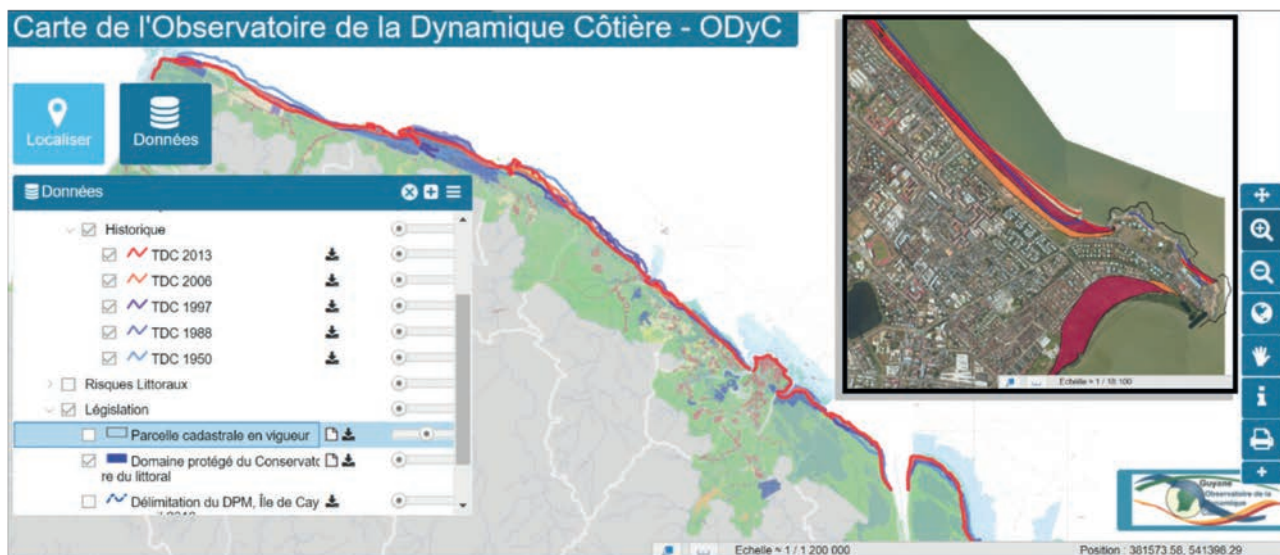 Carte de l'Observatoire de la Dynamique Côtière - ODyC
Localiser
Données
Données
Historique
TDC 2013
TDC 2006
TDC 1997
TDC 1988
TDC 1950
Risques Littoraux
Législation
Parcelle cadastrale en vigueur
Domaine protégé du Conservato
re du littoral
Délimitation du DPM, Île de Cay
Echelle ≈ 1 / 18 100
Guyane
Observatoire de la
Dynamique
Echelle ≈ 1 / 1 200 000
Position : 381573.58, 541398.29